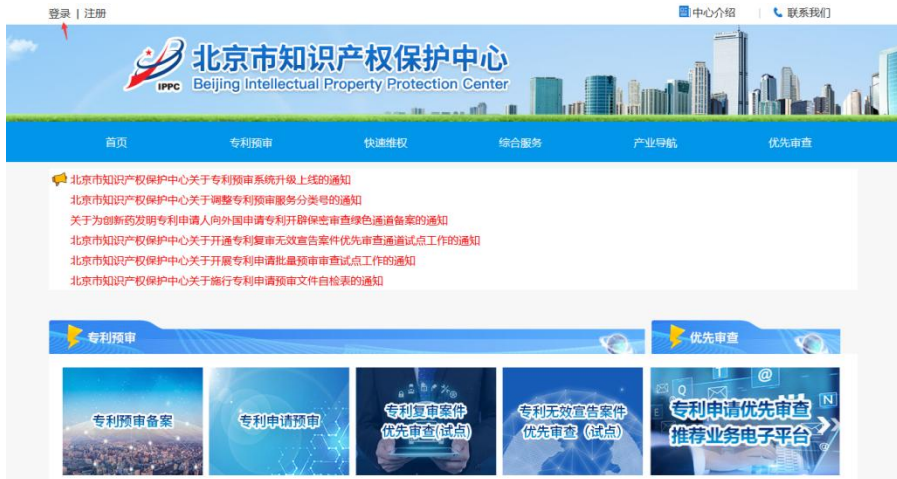 登录 | 注册
中心介绍
联系我们
IPPC
北京市知识产权保护中心
Beijing Intellectual Property Protection Center
首页
专利预审
快速维权
综合服务
产业导航
优先审查
北京市知识产权保护中心关于专利预审系统升级上线的通知
北京市知识产权保护中心关于调整专利预审服务分类号的通知
关于为创新药发明专利申请人向外国申请专利开辟保密审查绿色通道备案的通知
北京市知识产权保护中心关于开通专利复审无效宣告案件优先审查通道试点工作的通知
北京市知识产权保护中心关于开展专利申请批量预审审查试点工作的通知
北京市知识产权保护中心关于施行专利申请预审文件自检表的通知
专利预审
优先审查
专利预审备案
专利申请预审
专利复审案件
优先审查(试点)
专利无效宣告案件
优先审查（试点）
专利申请优先审查
推荐业务电子平台